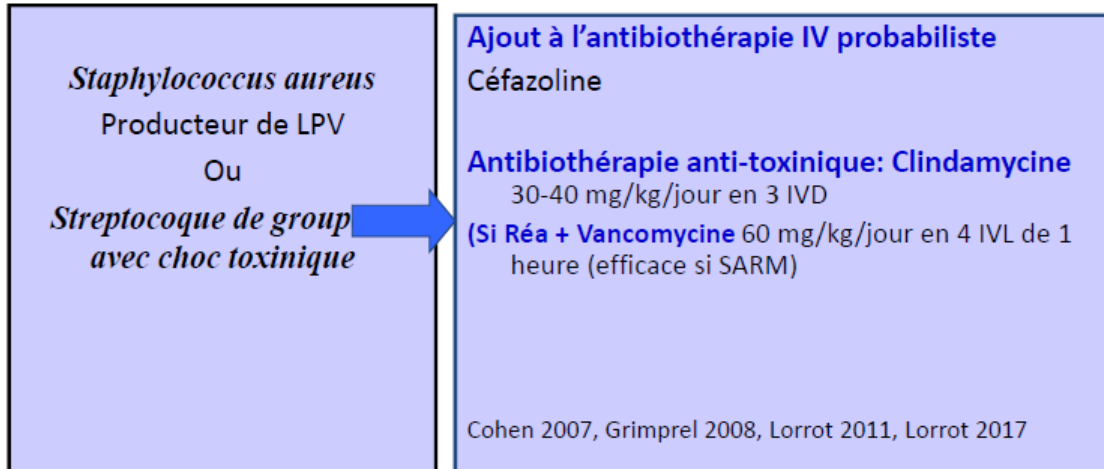 Staphylococcus aureus
Producteur de LPV
Ou
Streptocoque de group
avec choc toxinique
Ajout à l'antibiothérapie IV probabiliste
Céfazoline
Antibiothérapie anti-toxinique: Clindamycine
30-40 mg/kg/jour en 3 IVD
(Si Réa + Vancomycine 60 mg/kg/jour en 4 IVL de 1
heure (efficace si SARM)
Cohen 2007, Grimprel 2008, Lorrot 2011, Lorrot 2017